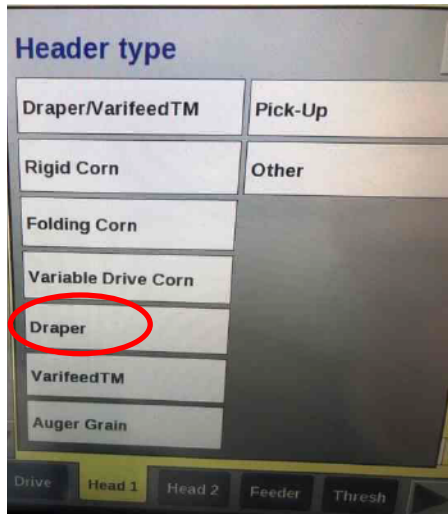 Header type
Draper/VarifeedTM
Pick-Up
Rigid Corn
Other
Folding Corn
Variable Drive Corn
Draper
VarifeedTM
Auger Grain
Drive
Head 1
Head 2
Feeder
Thresh